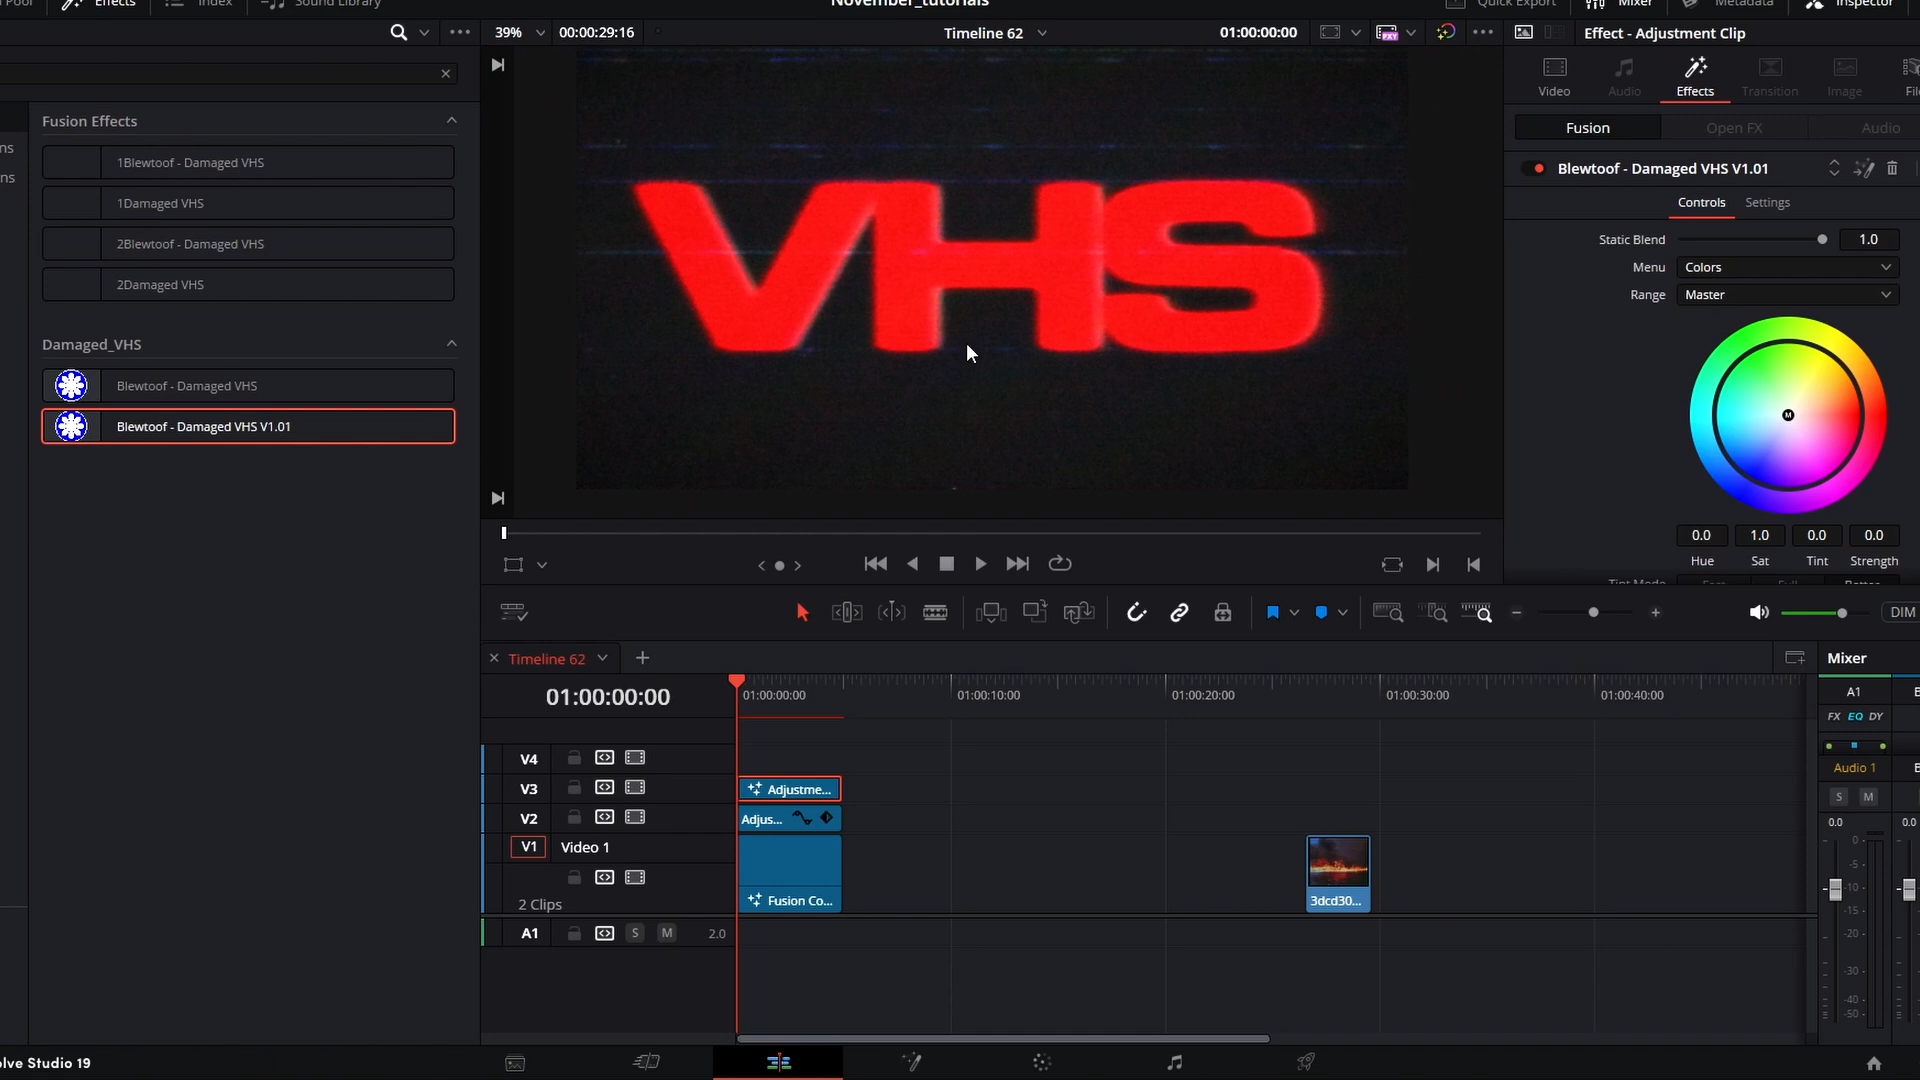 Effects
Index
Sound Library
November_tutorials
Quick Export
Mixer
Metadata
Inspector
39%
00:00:29:16
Timeline 62
01:00:00:00
Effect - Adjustment Clip
Video
Audio
Effects
Transition
Image
Fusion
Open FX
Audio
Fusion Effects
1Blewtoof - Damaged VHS
1Damaged VHS
2Blewtoof - Damaged VHS
2Damaged VHS
Damaged_VHS
Blewtoof - Damaged VHS
Blewtoof - Damaged VHS V1.01
VHS
Blewtoof - Damaged VHS V1.01
Controls
Settings
Static Blend
1.0
Menu
Colors
Range
Master
M
0.0
1.0
0.0
0.0
Hue
Sat
Tint
Strength
DIM
Timeline 62
01:00:00:00
01:00:00:00
01:00:10:00
01:00:20:00
01:00:30:00
01:00:40:00
V4
V3
Adjustme...
V2
Adjus...
V1
Video 1
2 Clips
Fusion Co...
3dcd30...
A1
S
M
2.0
Mixer
A1
FX EQ DY
Audio 1
S
M
0.0
0.0
0
-5
-10
-15
-20
-30
-40
-50
olve Studio 19